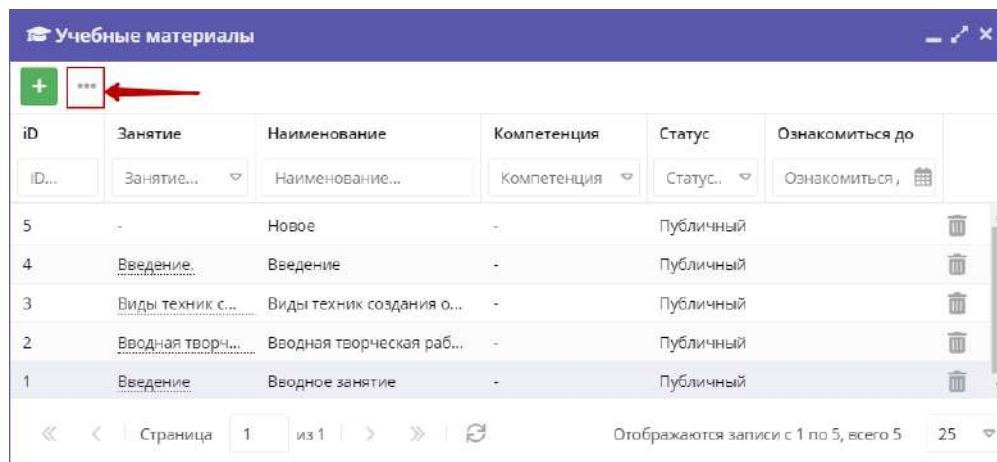 Учебные материалы
+ •••
iD Занятие Наименование Компетенция Статус Ознакомиться до
ID... Занятие... Наименование... Компетенция Статус.. Ознакомиться,
5 - Новое - Публичный
4 Введение. Введение - Публичный
3 Виды техник с... Виды техник создания о... - Публичный
2 Вводная творч... Вводная творческая раб... - Публичный
1 Введение Вводное занятие - Публичный
Страница 1 из 1 Отображаются записи с 1 по 5, всего 5 25